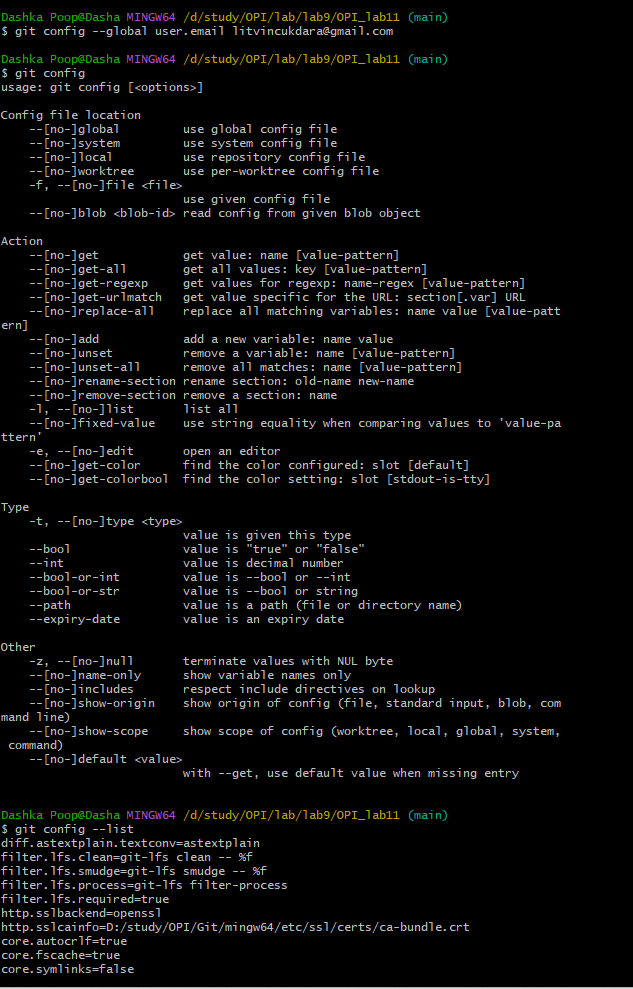 Dashka Poop@Dasha MINGW64 /d/study/OPI/lab/lab9/OPI_lab11 (main)
$ git config --global user.email litvincukdara@gmail.com
Dashka Poop@Dasha MINGW64 /d/study/OPI/lab/lab9/OPI_lab11 (main)
$ git config
usage: git config [<options>]
Config file location
    --[no-]global         use global config file
    --[no-]system         use system config file
    --[no-]local          use repository config file
    --[no-]worktree       use per-worktree config file
    -f, --[no-]file <file>
                          use given config file
    --[no-]blob <blob-id> read config from given blob object
Action
    --[no-]get            get value: name [value-pattern]
    --[no-]get-all        get all values: key [value-pattern]
    --[no-]get-regexp     get values for regexp: name-regex [value-pattern]
    --[no-]get-urlmatch   get value specific for the URL: section[.var] URL
    --[no-]replace-all    replace all matching variables: name value [value-patt
ern]
    --[no-]add            add a new variable: name value
    --[no-]unset          remove a variable: name [value-pattern]
    --[no-]unset-all      remove all matches: name [value-pattern]
    --[no-]rename-section rename section: old-name new-name
    --[no-]remove-section remove a section: name
    -l, --[no-]list       list all
    --[no-]fixed-value    use string equality when comparing values to 'value-pa
ttern'
    -e, --[no-]edit       open an editor
    --[no-]get-color      find the color configured: slot [default]
    --[no-]get-colorbool  find the color setting: slot [stdout-is-tty]
Type
    -t, --[no-]type <type>
                          value is given this type
    --bool                value is "true" or "false"
    --int                 value is decimal number
    --bool-or-int         value is --bool or --int
    --bool-or-str         value is --bool or string
    --path                value is a path (file or directory name)
    --expiry-date         value is an expiry date
Other
    -z, --[no-]null       terminate values with NUL byte
    --[no-]name-only      show variable names only
    --[no-]includes       respect include directives on lookup
    --[no-]show-origin    show origin of config (file, standard input, blob, com
mand line)
    --[no-]show-scope     show scope of config (worktree, local, global, system,
 command)
    --[no-]default <value>
                          with --get, use default value when missing entry
Dashka Poop@Dasha MINGW64 /d/study/OPI/lab/lab9/OPI_lab11 (main)
$ git config --list
diff.astextplain.textconv=astextplain
filter.lfs.clean=git-lfs clean -- %f
filter.lfs.smudge=git-lfs smudge -- %f
filter.lfs.process=git-lfs filter-process
filter.lfs.required=true
http.sslbackend=openssl
http.sslcainfo=D:/study/OPI/Git/mingw64/etc/ssl/certs/ca-bundle.crt
core.autocrlf=true
core.fscache=true
core.symlinks=false